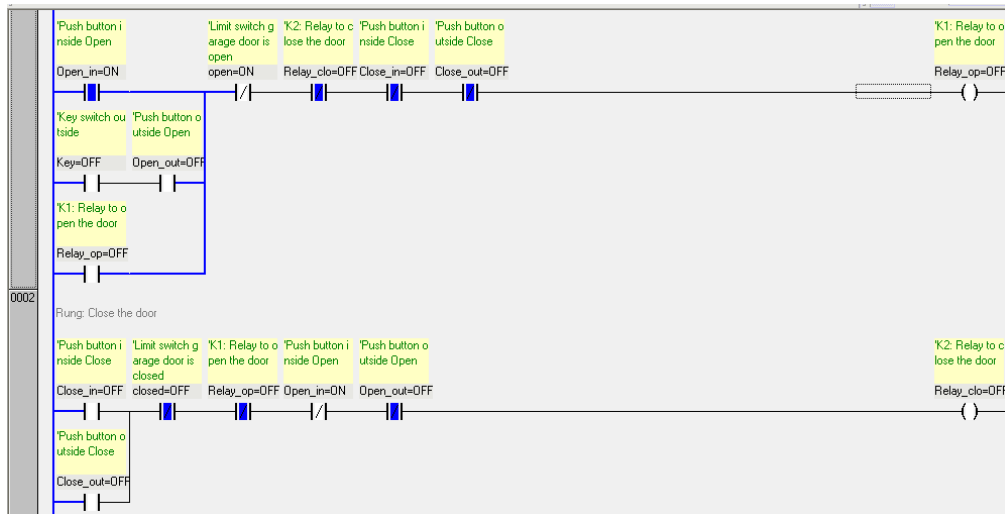 'Push button i
nside Open
Open_in=ON
'Limit switch g
arage door is
open
open=ON
'K2: Relay to c
lose the door
Relay_clo=OFF
'Push button i
nside Close
Close_in=OFF
'Push button o
utside Close
Close_out=OFF
'K1: Relay to o
pen the door
Relay_op=OFF
'Key switch ou
tside
Key=OFF
'Push button o
utside Open
Open_out=OFF
'K1: Relay to o
pen the door
Relay_op=OFF
0002
Rung: Close the door
'Push button i
nside Close
Close_in=OFF
'Limit switch g
arage door is
closed
closed=OFF
'K1: Relay to o
pen the door
Relay_op=OFF
'Push button i
nside Open
Open_in=ON
'Push button o
utside Open
Open_out=OFF
'K2: Relay to c
lose the door
Relay_clo=OFF
'Push button o
utside Close
Close_out=OFF